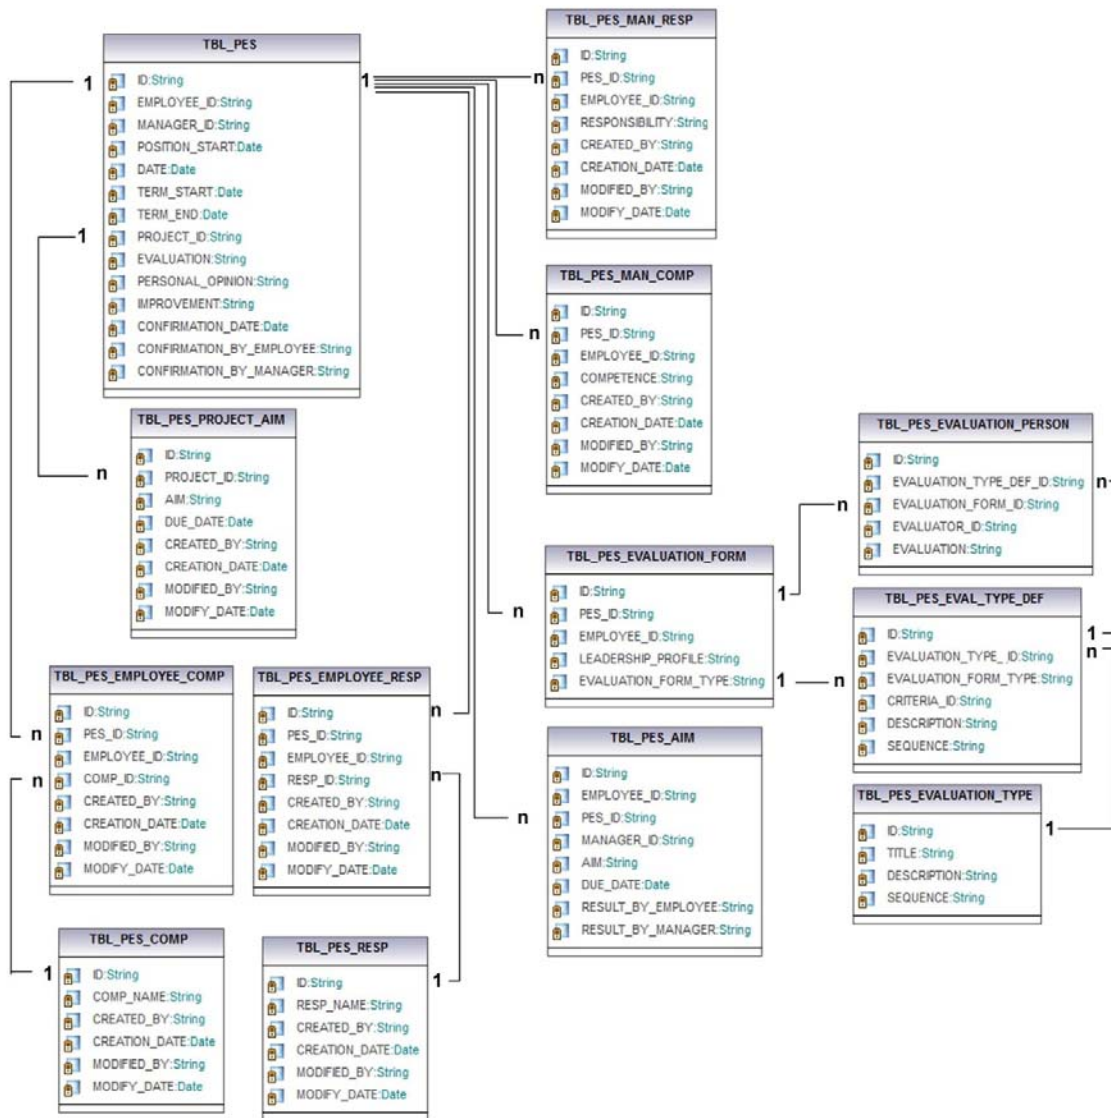 TBL_PES
ID:String
EMPLOYEE_ID:String
MANAGER_ID:String
POSITION_START:Date
DATE:Date
TERM_START:Date
TERM_END:Date
PROJECT_ID:String
EVALUATION:String
PERSONAL_OPINION:String
IMPROVEMENT:String
CONFIRMATION_DATE:Date
CONFIRMATION_BY_EMPLOYEE:String
CONFIRMATION_BY_MANAGER:String
1
1
1
TBL_PES_MAN_RESP
ID:String
PES_ID:String
EMPLOYEE_ID:String
RESPONSIBILITY:String
CREATED_BY:String
CREATION_DATE:Date
MODIFIED_BY:String
MODIFY_DATE:Date
n
TBL_PES_MAN_COMP
ID:String
PES_ID:String
EMPLOYEE_ID:String
COMPETENCE:String
CREATED_BY:String
CREATION_DATE:Date
MODIFIED_BY:String
MODIFY_DATE:Date
n
TBL_PES_PROJECT_AIM
ID:String
PROJECT_ID:String
AIM:String
DUE_DATE:Date
CREATED_BY:String
CREATION_DATE:Date
MODIFIED_BY:String
MODIFY_DATE:Date
n
TBL_PES_EVALUATION_PERSON
ID:String
EVALUATION_TYPE_DEF_ID:String
EVALUATION_FORM_ID:String
EVALUATOR_ID:String
EVALUATION:String
n
n
TBL_PES_EVALUATION_FORM
ID:String
PES_ID:String
EMPLOYEE_ID:String
LEADERSHIP_PROFILE:String
EVALUATION_FORM_TYPE:String
n
1
1
TBL_PES_EVAL_TYPE_DEF
ID:String
EVALUATION_TYPE_ID:String
EVALUATION_FORM_TYPE:String
CRITERIA_ID:String
DESCRIPTION:String
SEQUENCE:String
n
1
n
TBL_PES_EMPLOYEE_COMP
ID:String
PES_ID:String
EMPLOYEE_ID:String
COMP_ID:String
CREATED_BY:String
CREATION_DATE:Date
MODIFIED_BY:String
MODIFY_DATE:Date
n
n
TBL_PES_EMPLOYEE_RESP
ID:String
PES_ID:String
EMPLOYEE_ID:String
RESP_ID:String
CREATED_BY:String
CREATION_DATE:Date
MODIFIED_BY:String
MODIFY_DATE:Date
n
n
TBL_PES_AIM
ID:String
EMPLOYEE_ID:String
PES_ID:String
MANAGER_ID:String
AIM:String
DUE_DATE:Date
RESULT_BY_EMPLOYEE:String
RESULT_BY_MANAGER:String
n
TBL_PES_EVALUATION_TYPE
ID:String
TITLE:String
DESCRIPTION:String
SEQUENCE:String
1
TBL_PES_COMP
ID:String
COMP_NAME:String
CREATED_BY:String
CREATION_DATE:Date
MODIFIED_BY:String
MODIFY_DATE:Date
1
TBL_PES_RESP
ID:String
RESP_NAME:String
CREATED_BY:String
CREATION_DATE:Date
MODIFIED_BY:String
MODIFY_DATE:Date
1